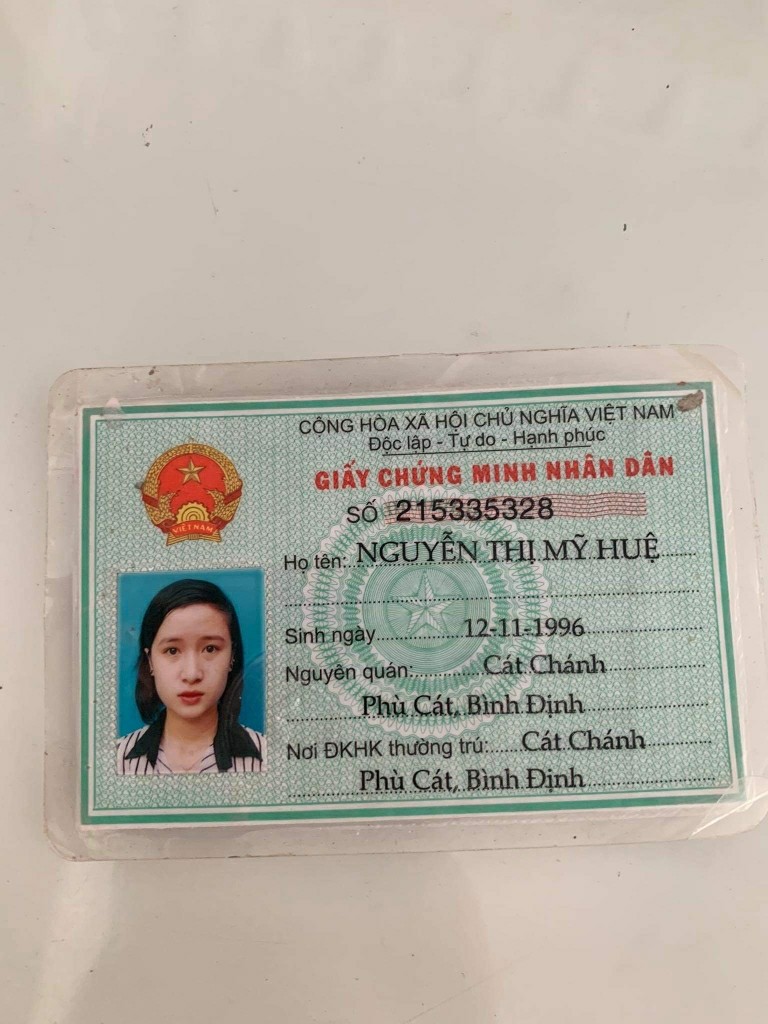 CỘNG HÒA XÃ HỘI CHỦ NGHĨA VIỆT NAM
Độc lập - Tự do - Hạnh phúc
GIẤY CHỨNG MINH NHÂN DÂN
SỐ 215335328
Họ tên: NGUYỄN THỊ MỸ HUỆ
Sinh ngày 12-11-1996
Nguyên quán: Cát Chánh
Phù Cát, Bình Định
Nơi ĐKHK thường trú: Cát Chánh
Phù Cát, Bình Định
VIỆT NAM